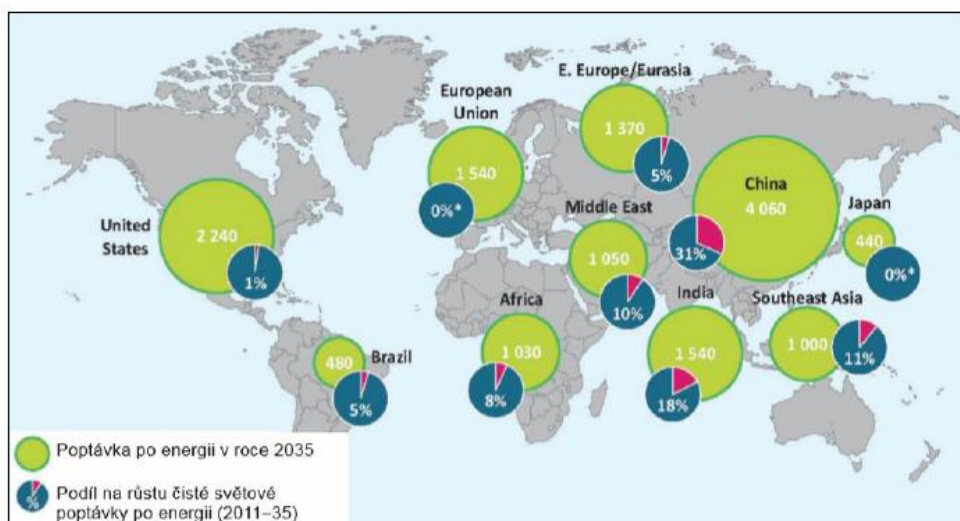 E. Europe/Eurasia
1 370
5%
European
Union
1 540
0%*
China
4 060
31%
Japan
440
0%*
United
States
2 240
1%
Middle East
1 050
10%
Africa
1 030
8%
India
1 540
18%
Southeast Asia
1 000
11%
Brazil
480
5%
Poptávka po energii v roce 2035
%
Podíl na růstu čisté světové
poptávky po energii (2011–35)